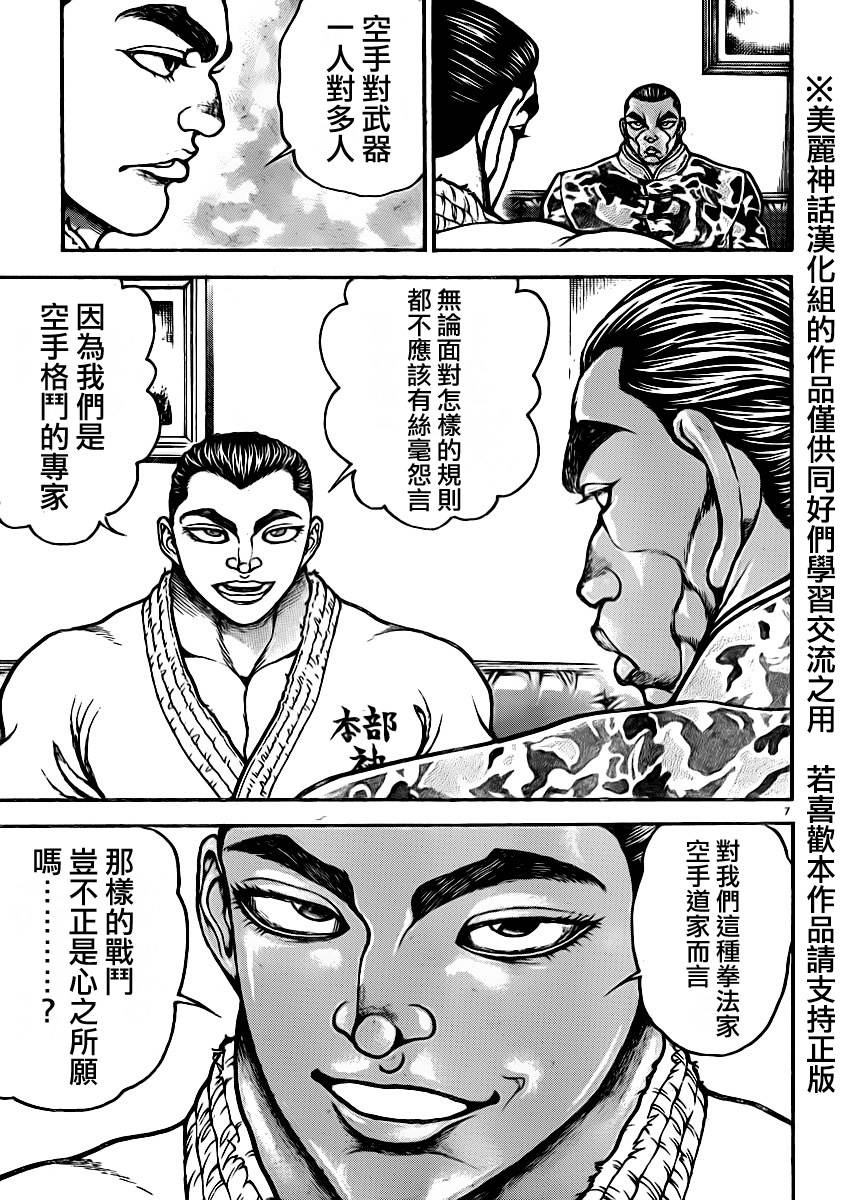 空手對武器
一人對多人
無論面對怎樣的規則
都不應該有絲毫怨言
因為我們是
空手格鬥的專家
本部
神
7
對我們這種拳法家
空手道家而言
那樣的戰鬥
豈不正是心之所願
嗎…………?
※美麗神話漢化組的作品僅供同好們學習交流之用 若喜歡本作品請支持正版